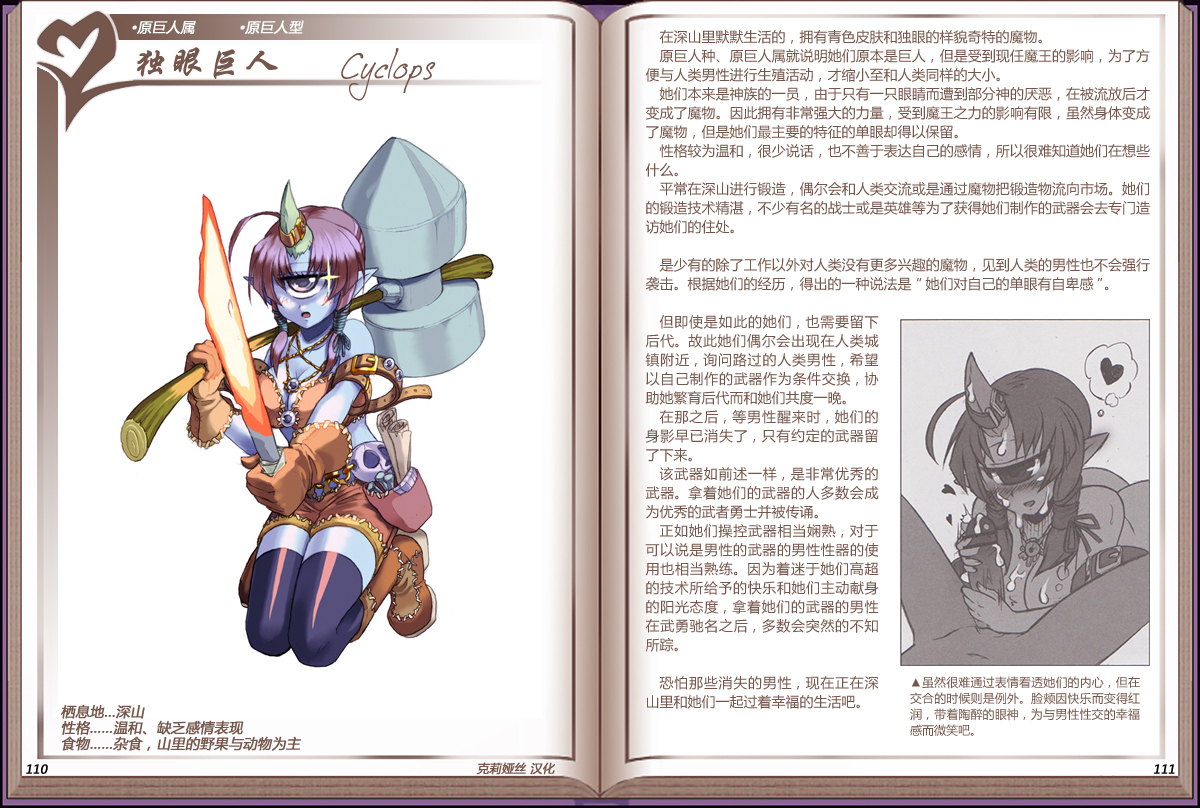 •原巨人属 •原巨人型
独眼巨人 Cyclops
栖息地...深山
性格......温和、缺乏感情表现
食物......杂食，山里的野果与动物为主
110
克莉娅丝 汉化
在深山里默默生活的，拥有青色皮肤和独眼的样貌奇特的魔物。
原巨人种、原巨人属就说明她们原本是巨人，但是受到现任魔王的影响，为了方
便与人类男性进行生殖活动，才缩小至和人类同样的大小。
她们本来是神族的一员，由于只有一只眼睛而遭到部分神的厌恶，在被流放后才
变成了魔物。因此拥有非常强大的力量，受到魔王之力的影响有限，虽然身体变成
了魔物，但是她们最主要的特征的单眼却得以保留。
性格较为温和，很少说话，也不善于表达自己的感情，所以很难知道她们在想些
什么。
平常在深山进行锻造，偶尔会和人类交流或是通过魔物把锻造物流向市场。她们
的锻造技术精湛，不少有名的战士或是英雄等为了获得她们制作的武器会去专门造
访她们的住处。
是少有的除了工作以外对人类没有更多兴趣的魔物，见到人类的男性也不会强行
袭击。根据她们的经历，得出的一种说法是“她们对自己的单眼有自卑感”。
但即使是如此的她们，也需要留下
后代。故此她们偶尔会出现在人类城
镇附近，询问路过的人类男性，希望
以自己制作的武器作为条件交换，协
助她繁育后代而和她们共度一晚。
在那之后，等男性醒来时，她们的
身影早已消失了，只有约定的武器留
了下来。
该武器如前述一样，是非常优秀的
武器。拿着她们的武器的人多数会成
为优秀的武者勇士并被传诵。
正如她们操控武器相当娴熟，对于
可以说是男性的武器的男性性器的使
用也相当熟练。因为着迷于她们高超
的技术所给予的快乐和她们主动献身
的阳光态度，拿着她们的武器的男性
在武勇驰名之后，多数会突然的不知
所踪。
恐怕那些消失的男性，现在正在深
山里和她们一起过着幸福的生活吧。
▲虽然很难通过表情看透她们的内心，但在
交合的时候则是例外。脸颊因快乐而变得红
润，带着陶醉的眼神，为与男性性交的幸福
感而微笑吧。
111